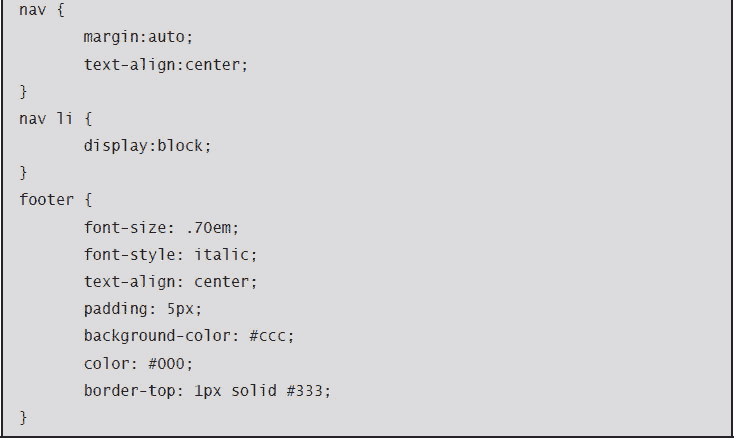 nav {
margin:auto;
text-align:center;
}
nav li {
display:block;
}
footer {
font-size: .70em;
font-style: italic;
text-align: center;
padding: 5px;
background-color: #ccc;
color: #000;
border-top: 1px solid #333;
}